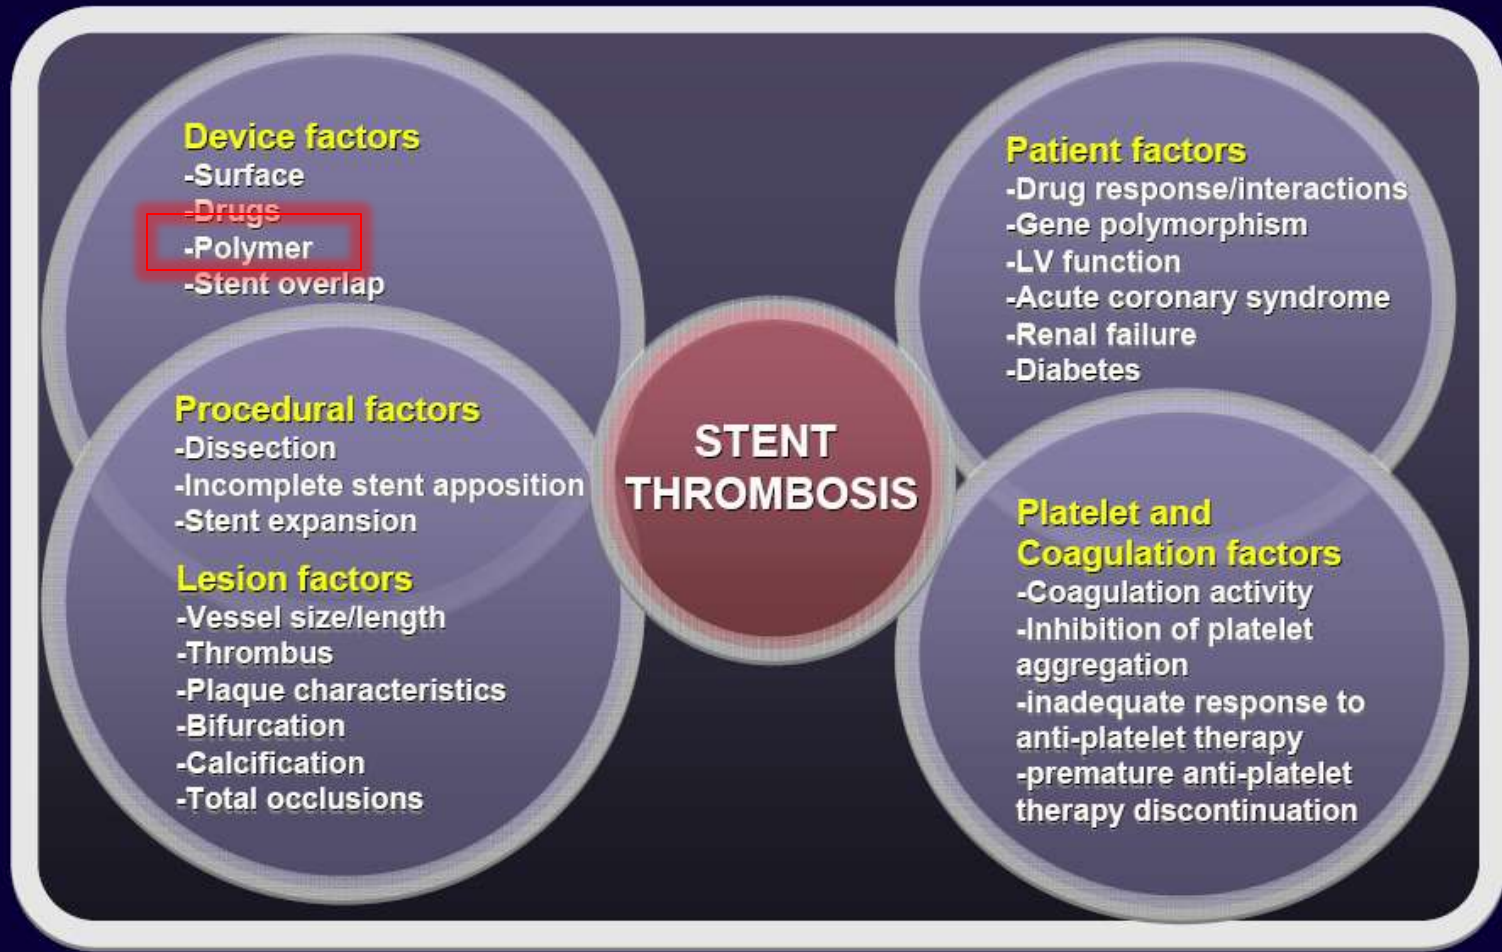 Device factors
-Surface
-Drugs
-Polymer
-Stent overlap
Procedural factors
-Dissection
-Incomplete stent apposition
-Stent expansion
Lesion factors
-Vessel size/length
-Thrombus
-Plaque characteristics
-Bifurcation
-Calcification
-Total occlusions
STENT
THROMBOSIS
Patient factors
-Drug response/interactions
-Gene polymorphism
-LV function
-Acute coronary syndrome
-Renal failure
-Diabetes
Platelet and
Coagulation factors
-Coagulation activity
-Inhibition of platelet
aggregation
-inadequate response to
anti-platelet therapy
-premature anti-platelet
therapy discontinuation